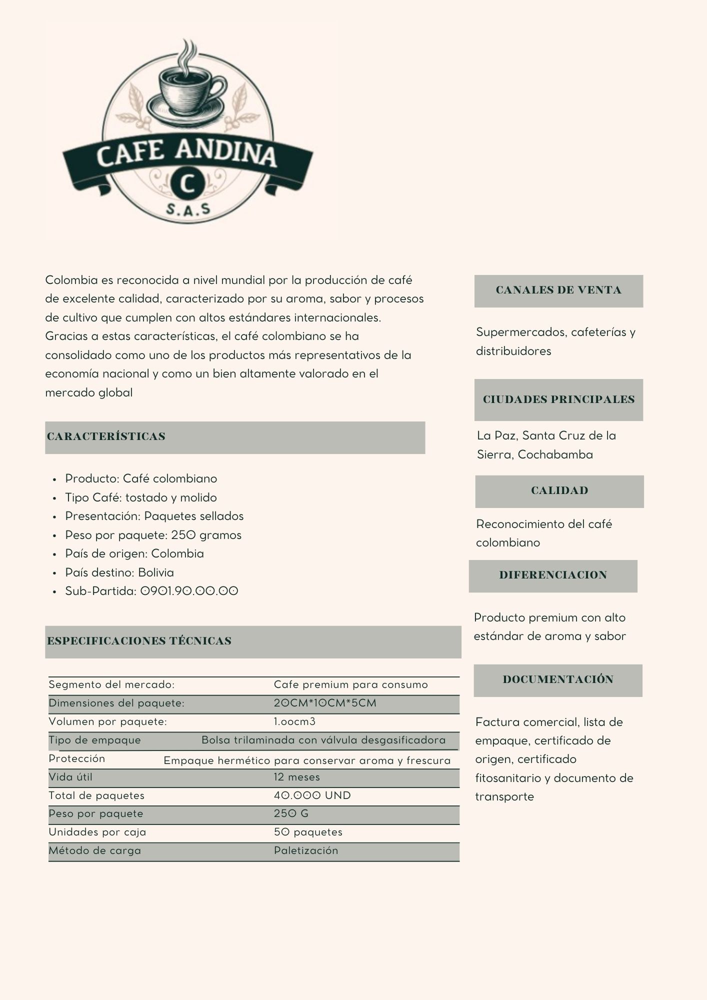 CAFE ANDINA
C
S.A.S
Colombia es reconocida a nivel mundial por la producción de café
de excelente calidad, caracterizado por su aroma, sabor y procesos
de cultivo que cumplen con altos estándares internacionales.
Gracias a estas características, el café colombiano se ha
consolidado como uno de los productos más representativos de la
economía nacional y como un bien altamente valorado en el
mercado global
CARACTERÍSTICAS
• Producto: Café colombiano
• Tipo Café: tostado y molido
• Presentación: Paquetes sellados
• Peso por paquete: 250 gramos
• País de origen: Colombia
• País destino: Bolivia
• Sub-Partida: 0901.90.00.00
ESPECIFICACIONES TÉCNICAS
Segmento del mercado: Cafe premium para consumo
Dimensiones del paquete: 20CM*10CM*5CM
Volumen por paquete: 1.oocm3
Tipo de empaque Bolsa trilaminada con válvula desgasificadora
Protección Empaque hermético para conservar aroma y frescura
Vida útil 12 meses
Total de paquetes 40.000 UND
Peso por paquete 250 G
Unidades por caja 50 paquetes
Método de carga Paletización
CANALES DE VENTA
Supermercados, cafeterías y
distribuidores
CIUDADES PRINCIPALES
La Paz, Santa Cruz de la
Sierra, Cochabamba
CALIDAD
Reconocimiento del café
colombiano
DIFERENCIACION
Producto premium con alto
estándar de aroma y sabor
DOCUMENTACIÓN
Factura comercial, lista de
empaque, certificado de
origen, certificado
fitosanitario y documento de
transporte